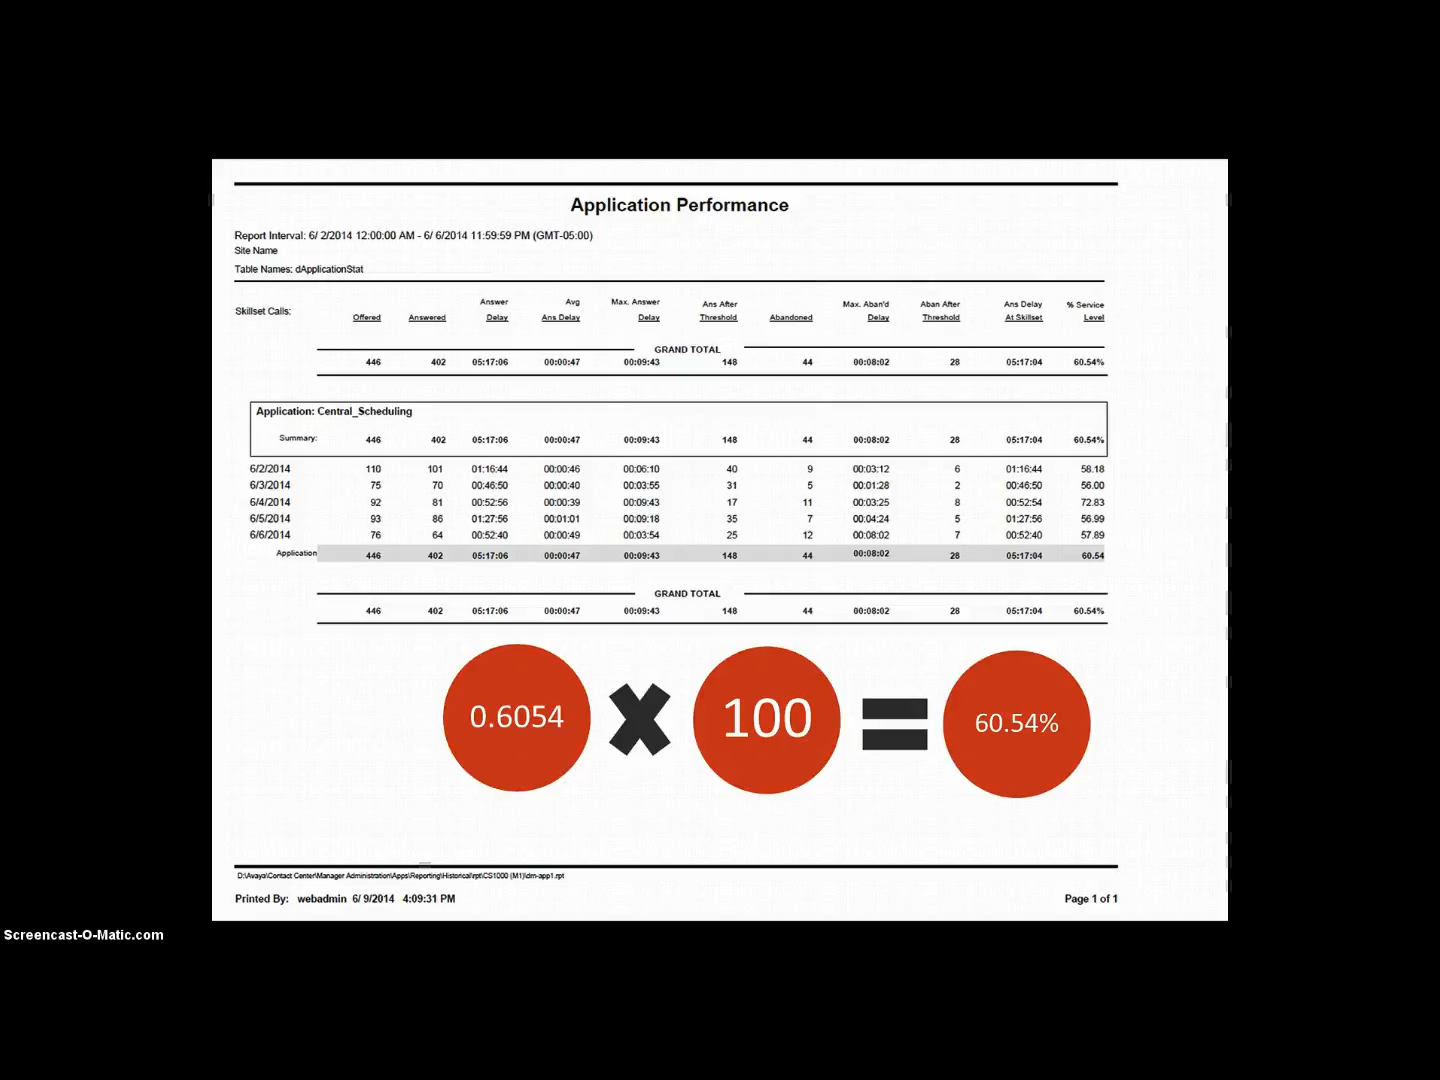 Application Performance
Report Interval: 6/ 2/2014 12:00:00 AM - 6/ 6/2014 11:59:59 PM (GMT-05:00)
Site Name
Table Names: dApplicationStat
Skillset Calls: Offered Answered Answer Delay Avg Ans Delay Max. Answer Delay Ans After Threshold Abandoned Max. Aban'd Delay Aban After Threshold Ans Delay At Skillset % Service Level
GRAND TOTAL
446 402 05:17:06 00:00:47 00:09:43 148 44 00:08:02 28 05:17:04 60.54%
Application: Central_Scheduling
Summary: 446 402 05:17:06 00:00:47 00:09:43 148 44 00:08:02 28 05:17:04 60.54%
6/2/2014 110 101 01:16:44 00:00:46 00:06:10 40 9 00:03:12 6 01:16:44 58.18
6/3/2014 75 70 00:46:50 00:00:40 00:03:55 31 5 00:01:28 2 00:46:50 56.00
6/4/2014 92 81 00:52:56 00:00:39 00:09:43 17 11 00:03:25 8 00:52:54 72.83
6/5/2014 93 86 01:27:56 00:01:01 00:09:18 35 7 00:04:24 5 01:27:56 56.99
6/6/2014 76 64 00:52:40 00:00:49 00:03:54 25 12 00:08:02 7 00:52:40 57.89
Application 446 402 05:17:06 00:00:47 00:09:43 148 44 00:08:02 28 05:17:04 60.54
GRAND TOTAL
446 402 05:17:06 00:00:47 00:09:43 148 44 00:08:02 28 05:17:04 60.54%
0.6054 × 100 = 60.54%
D:\Avaya\Contact Center\Manager Administration\Apps\Reporting\Historical\rpt\CS1000 (M1)\dm-app1.rpt
Printed By: webadmin 6/ 9/2014 4:09:31 PM
Page 1 of 1
Screencast-O-Matic.com